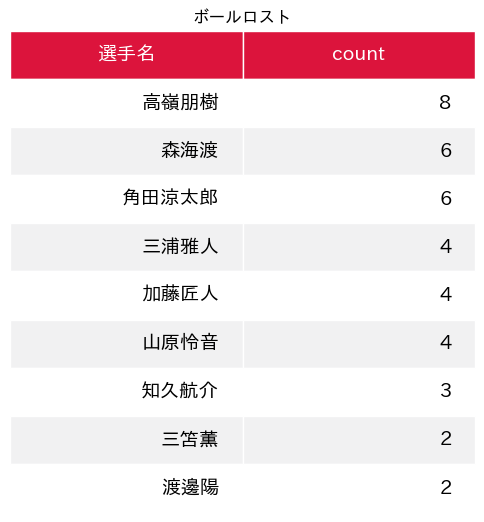 ボールロスト
選手名 count
高嶺朋樹 8
森海渡 6
角田涼太郎 6
三浦雅人 4
加藤匠人 4
山原怜音 4
知久航介 3
三笘薫 2
渡邊陽 2